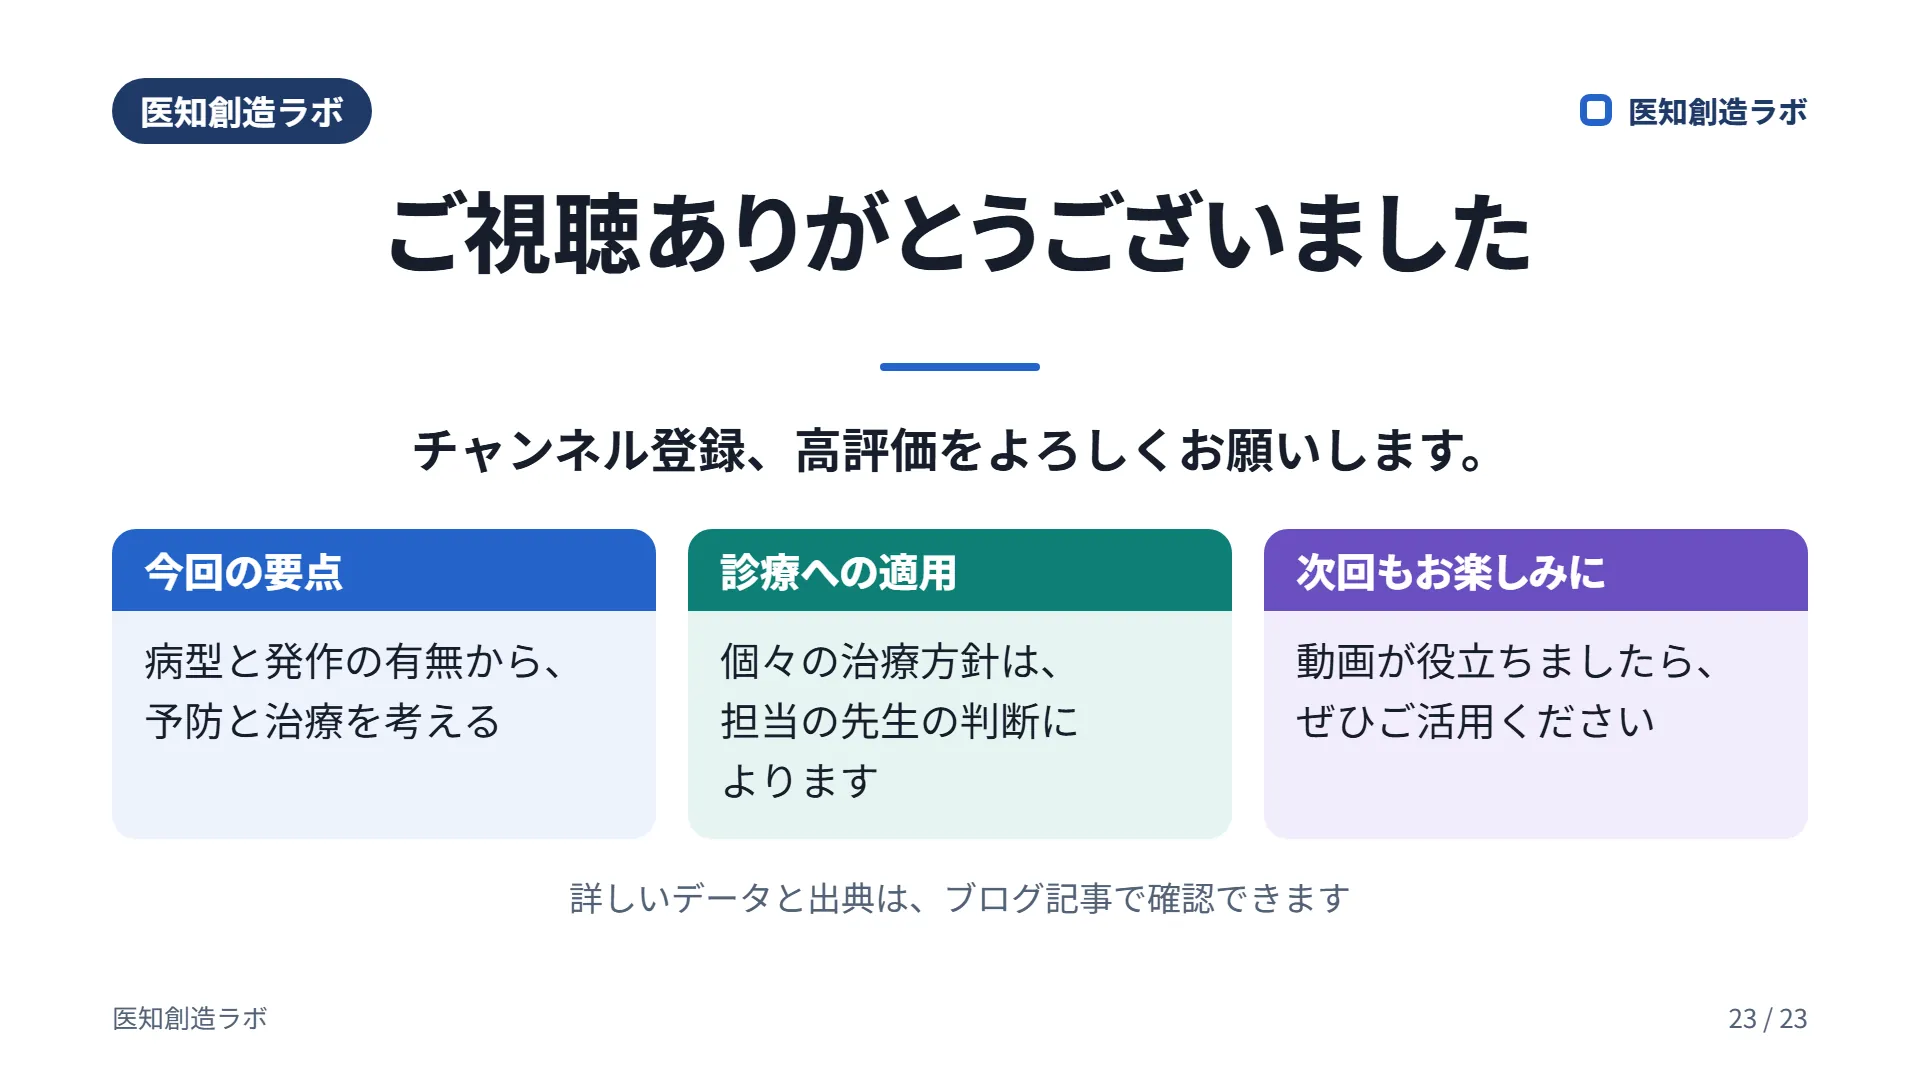 医知創造ラボ
医知創造ラボ
ご視聴ありがとうございました
チャンネル登録、高評価をよろしくお願いします。
今回の要点
病型と発作の有無から、
予防と治療を考える
診療への適用
個々の治療方針は、
担当の先生の判断に
よります
次回もお楽しみに
動画が役立ちましたら、
ぜひご活用ください
詳しいデータと出典は、ブログ記事で確認できます
医知創造ラボ
23 / 23